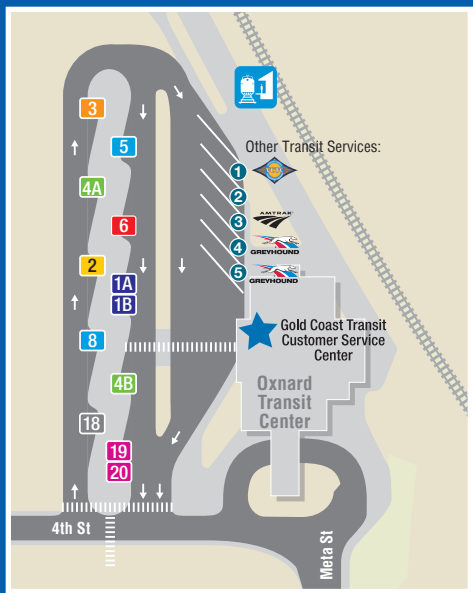 3
5
4A
6
2
1A
1B
8
4B
18
19
20
Other Transit Services:
1
2
3
AMTRAK
4
GREYHOUND
5
GREYHOUND
Gold Coast Transit
Customer Service
Center
Oxnard
Transit
Center
4th St
Meta St